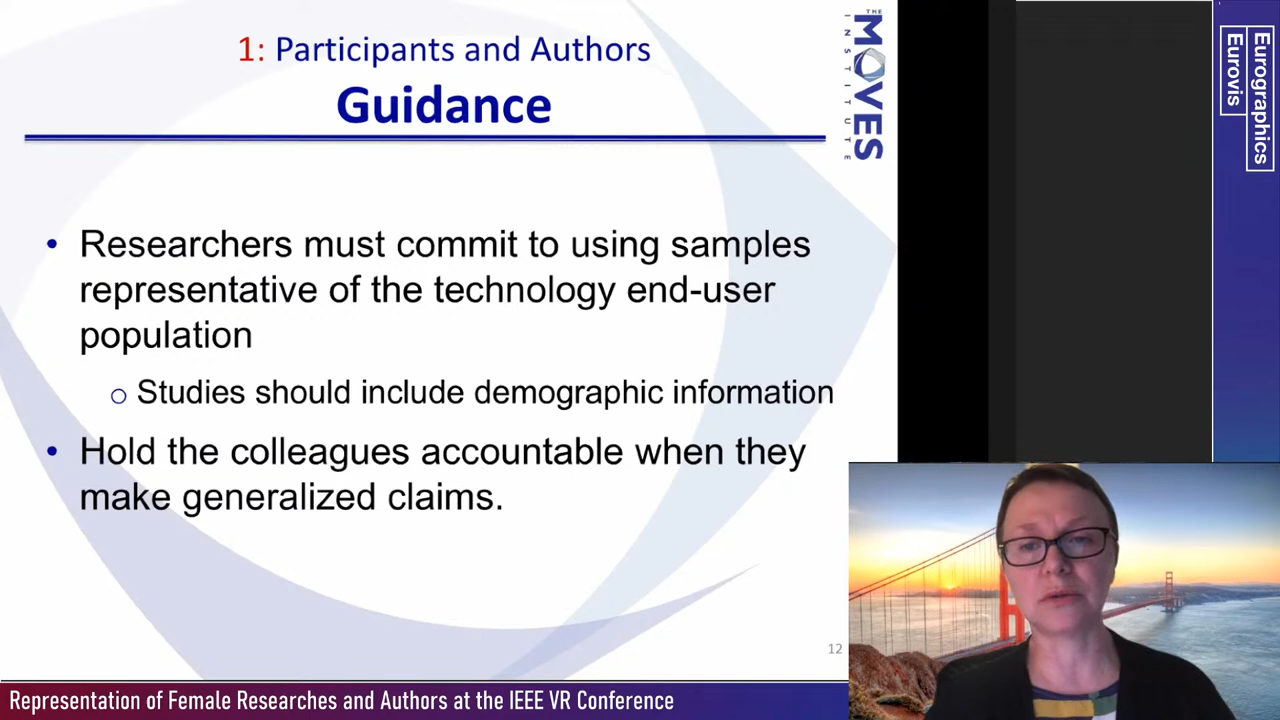 1: Participants and Authors
Guidance
THE
MOVES
INSTITUTE
Eurographics
Eurovis
• Researchers must commit to using samples
representative of the technology end-user
population
o Studies should include demographic information
• Hold the colleagues accountable when they
make generalized claims.
12
Representation of Female Researches and Authors at the IEEE VR Conference